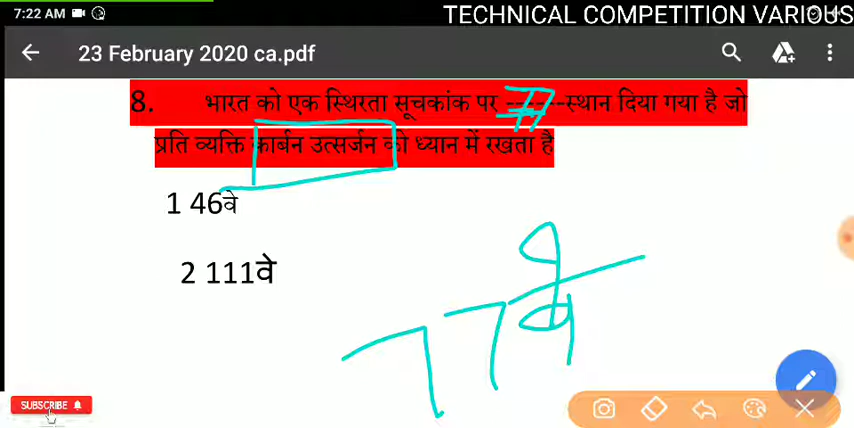 7:22 AM
TECHNICAL COMPETITION VARIOUS
23 February 2020 ca.pdf
8. भारत को एक स्थिरता सूचकांक पर ------स्थान दिया गया है जो
77
प्रति व्यक्ति कार्बन उत्सर्जन को ध्यान में रखता है
1 46वे
2 111वे
77वे
SUBSCRIBE